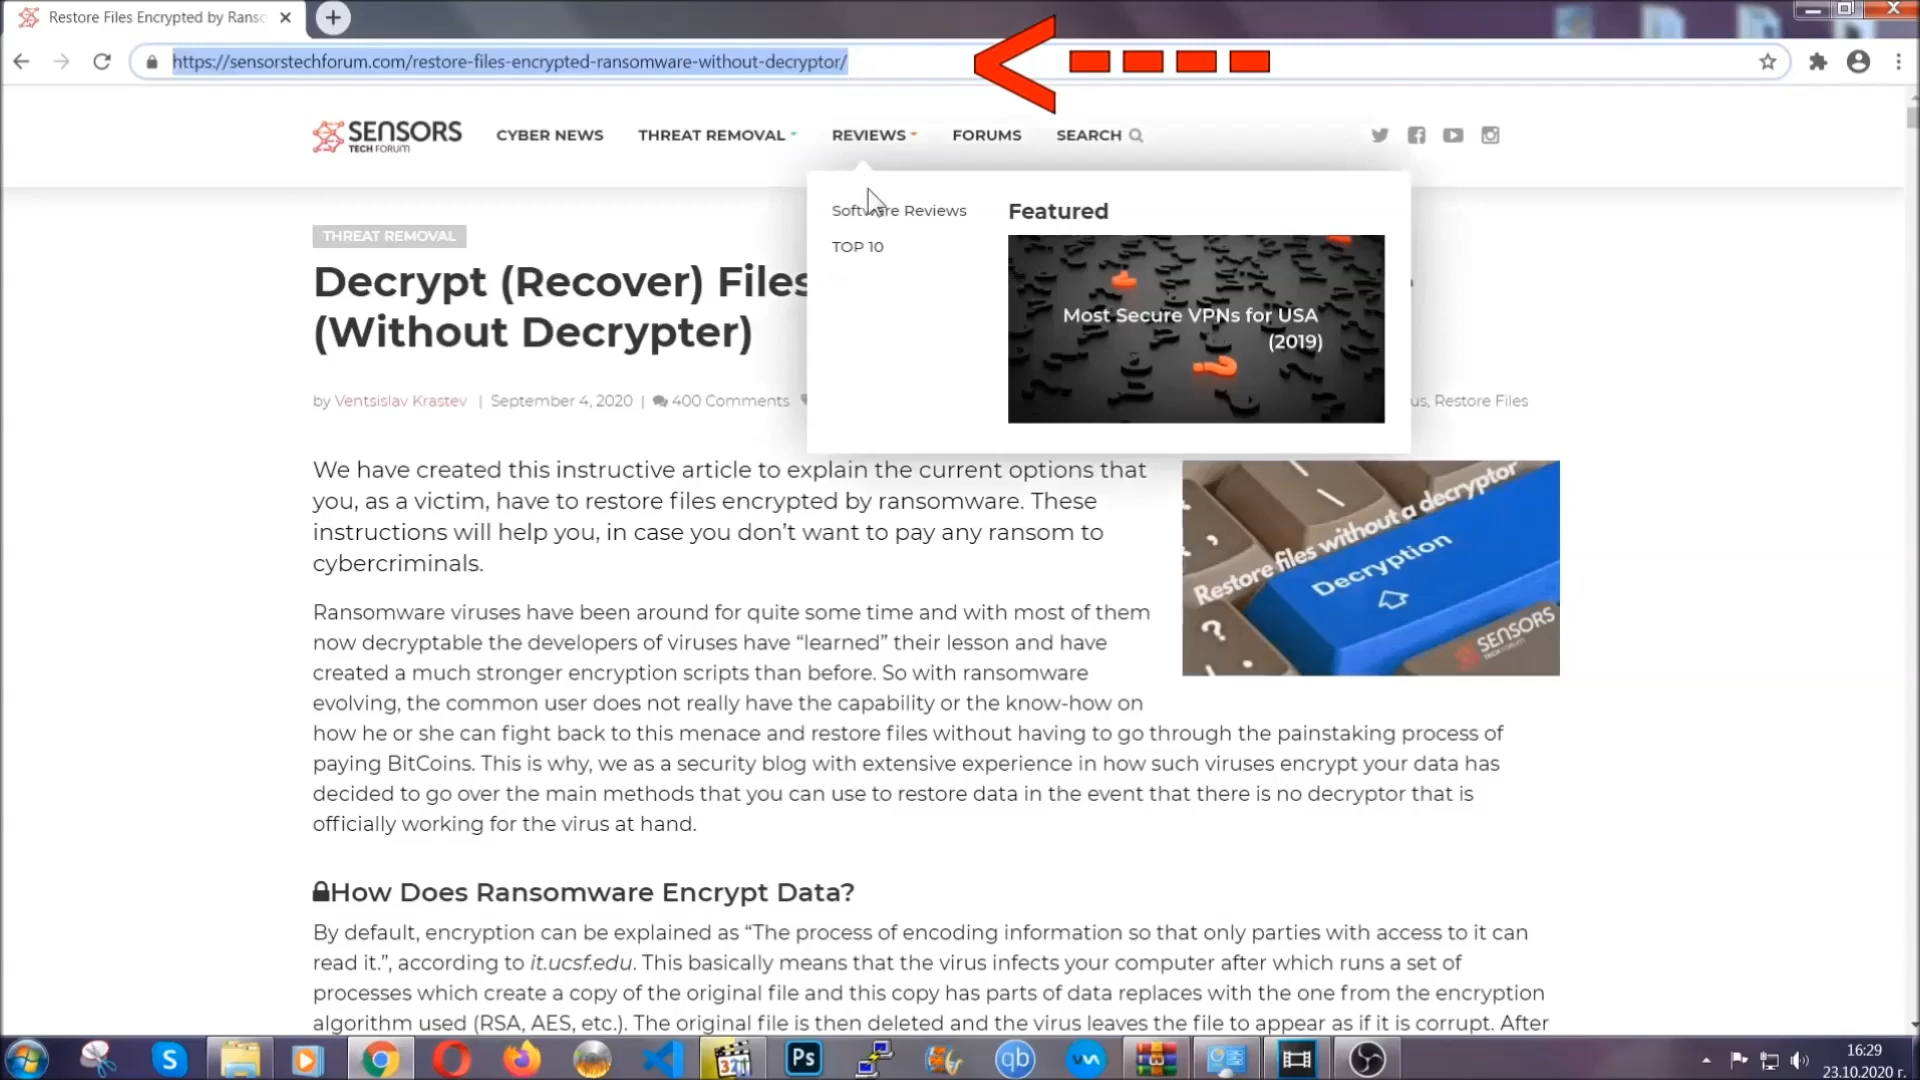 Restore Files Encrypted by Ranso
https://sensorstechforum.com/restore-files-encrypted-ransomware-without-decryptor/
SENSORS
TECH FORUM
CYBER NEWS
THREAT REMOVAL
REVIEWS
FORUMS
SEARCH
Software Reviews
TOP 10
Featured
Most Secure VPNs for USA
(2019)
THREAT REMOVAL
Decrypt (Recover) Files
(Without Decrypter)
by Ventsislav Krastev | September 4, 2020 | 400 Comments
us, Restore Files
We have created this instructive article to explain the current options that
you, as a victim, have to restore files encrypted by ransomware. These
instructions will help you, in case you don’t want to pay any ransom to
cybercriminals.
Restore files without a decryptor
Decryption
SENSORS
TECH FORUM
Ransomware viruses have been around for quite some time and with most of them
now decryptable the developers of viruses have “learned” their lesson and have
created a much stronger encryption scripts than before. So with ransomware
evolving, the common user does not really have the capability or the know-how on
how he or she can fight back to this menace and restore files without having to go through the painstaking process of
paying BitCoins. This is why, we as a security blog with extensive experience in how such viruses encrypt your data has
decided to go over the main methods that you can use to restore data in the event that there is no decryptor that is
officially working for the virus at hand.
How Does Ransomware Encrypt Data?
By default, encryption can be explained as “The process of encoding information so that only parties with access to it can
read it.”, according to it.ucsf.edu. This basically means that the virus infects your computer after which runs a set of
processes which create a copy of the original file and this copy has parts of data replaces with the one from the encryption
algorithm used (RSA, AES, etc.). The original file is then deleted and the virus leaves the file to appear as if it is corrupt. After
S
321
Ps
qb
16:29
23.10.2020 г.